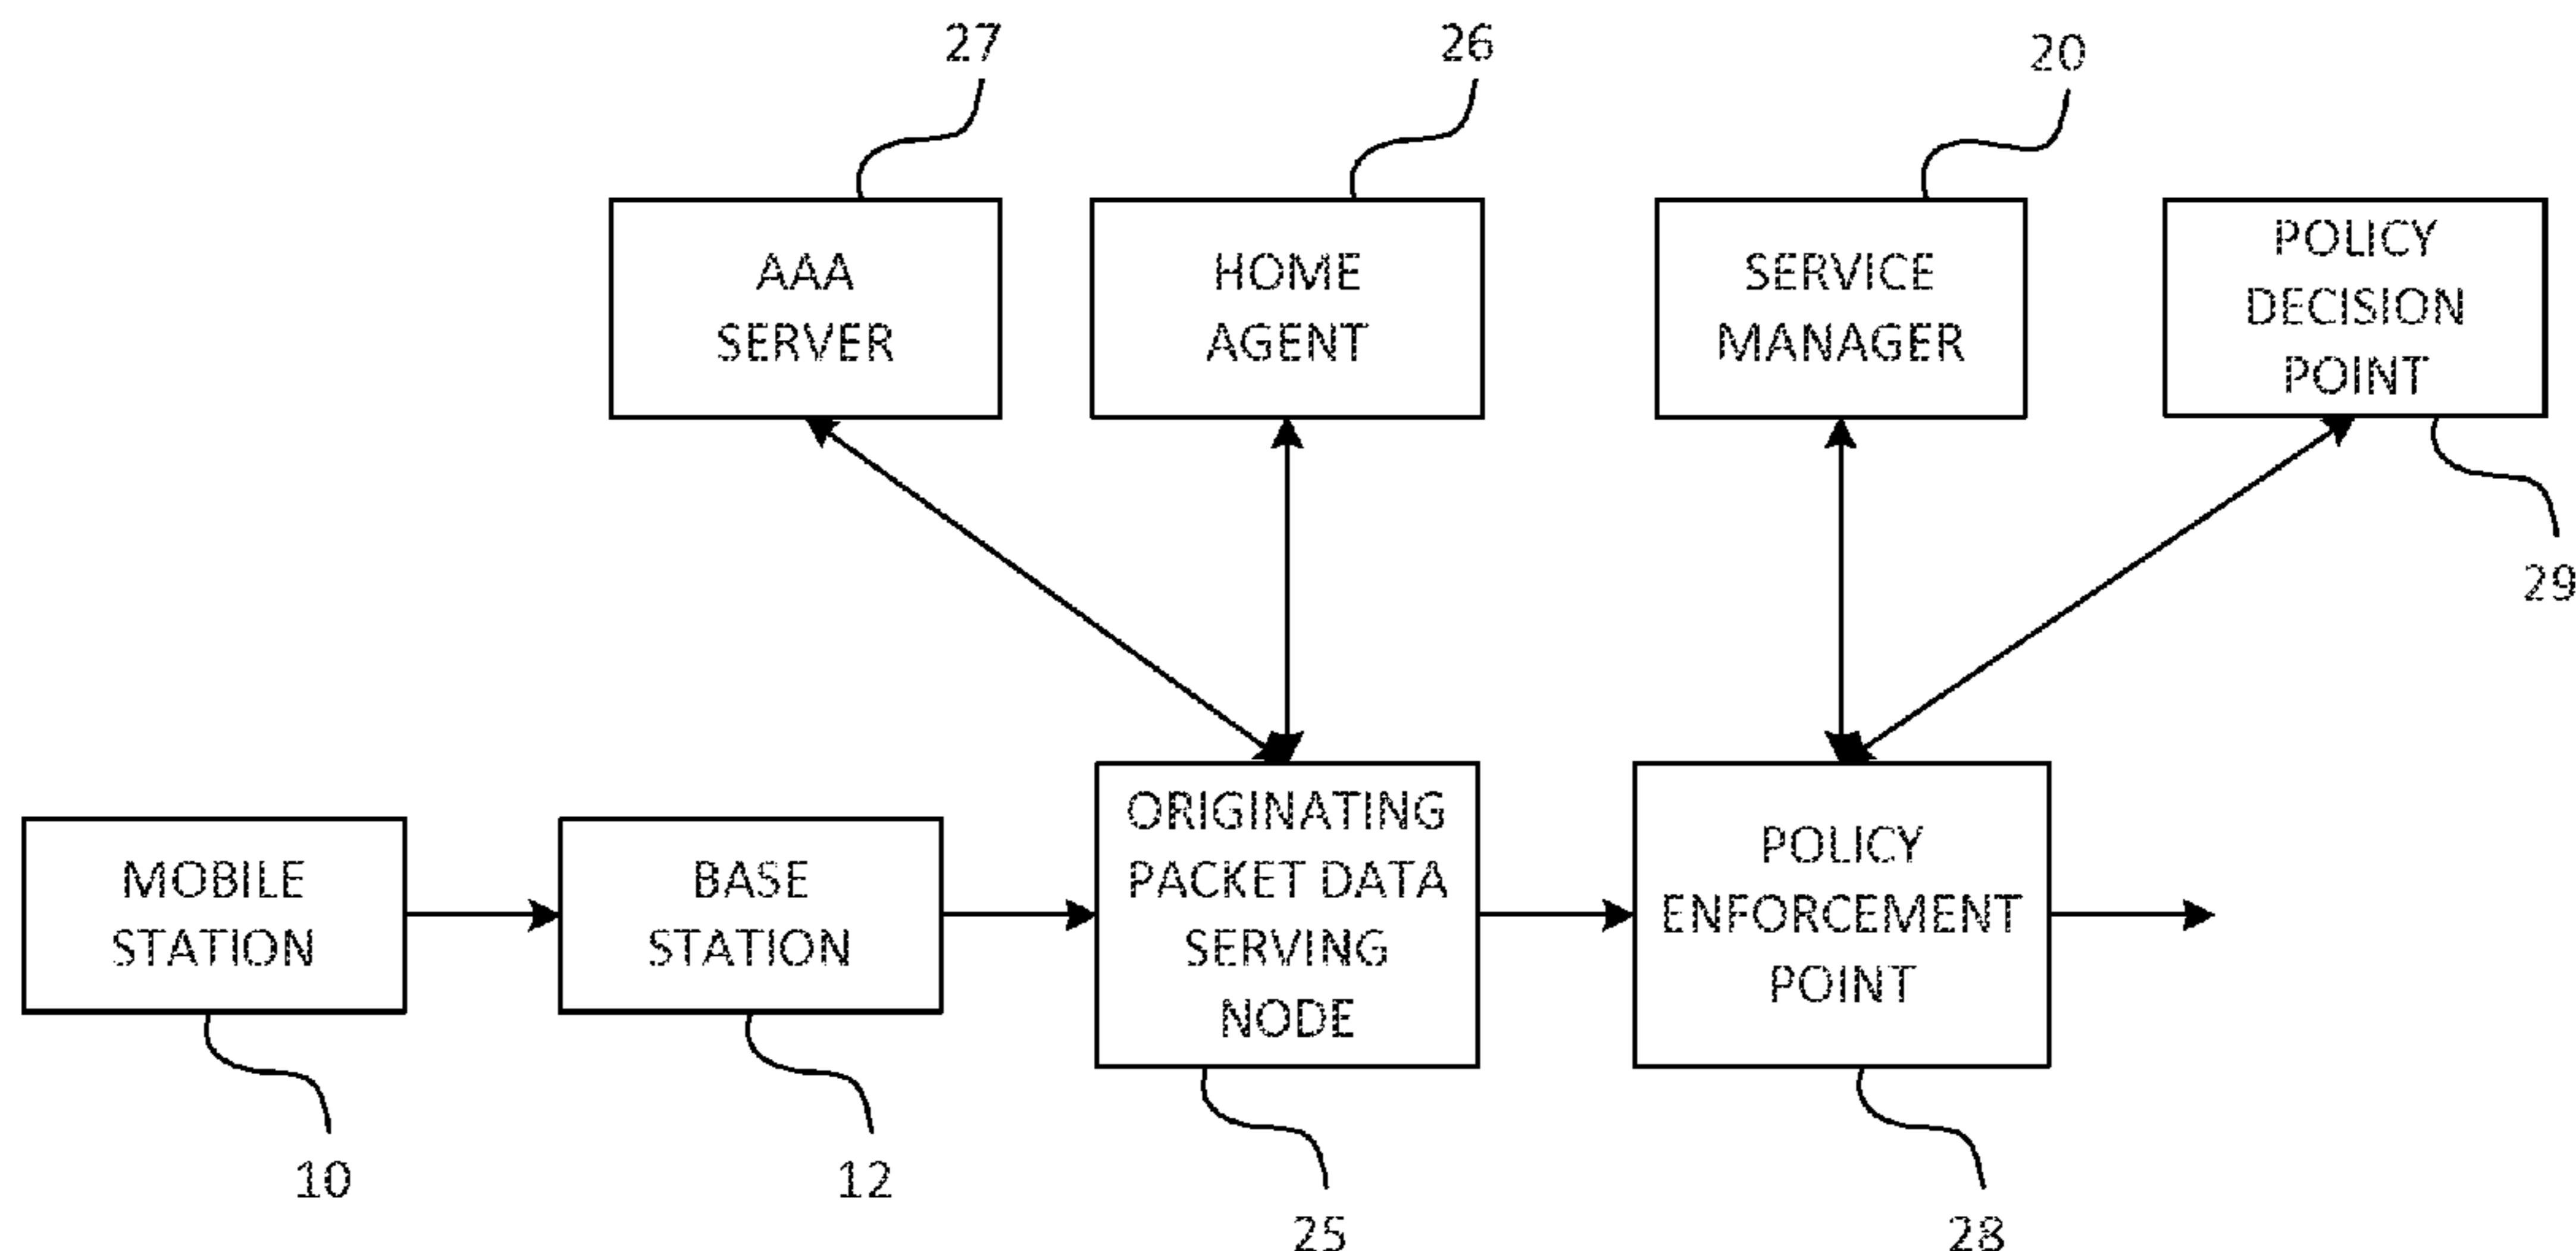 27
26
20
AAA
SERVER
HOME
AGENT
SERVICE
MANAGER
POLICY
DECISION
POINT
29
MOBILE
STATION
BASE
STATION
ORIGINATING
PACKET DATA
SERVING
NODE
POLICY
ENFORCEMENT
POINT
10
12
25
28